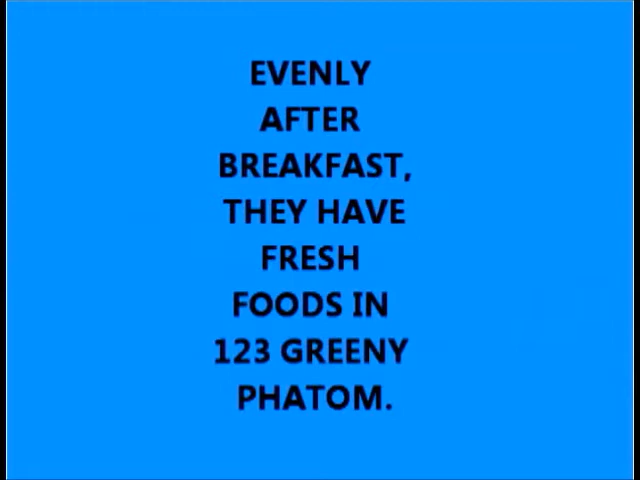 EVENLY
AFTER
BREAKFAST,
THEY HAVE
FRESH
FOODS IN
123 GREENY
PHATOM.